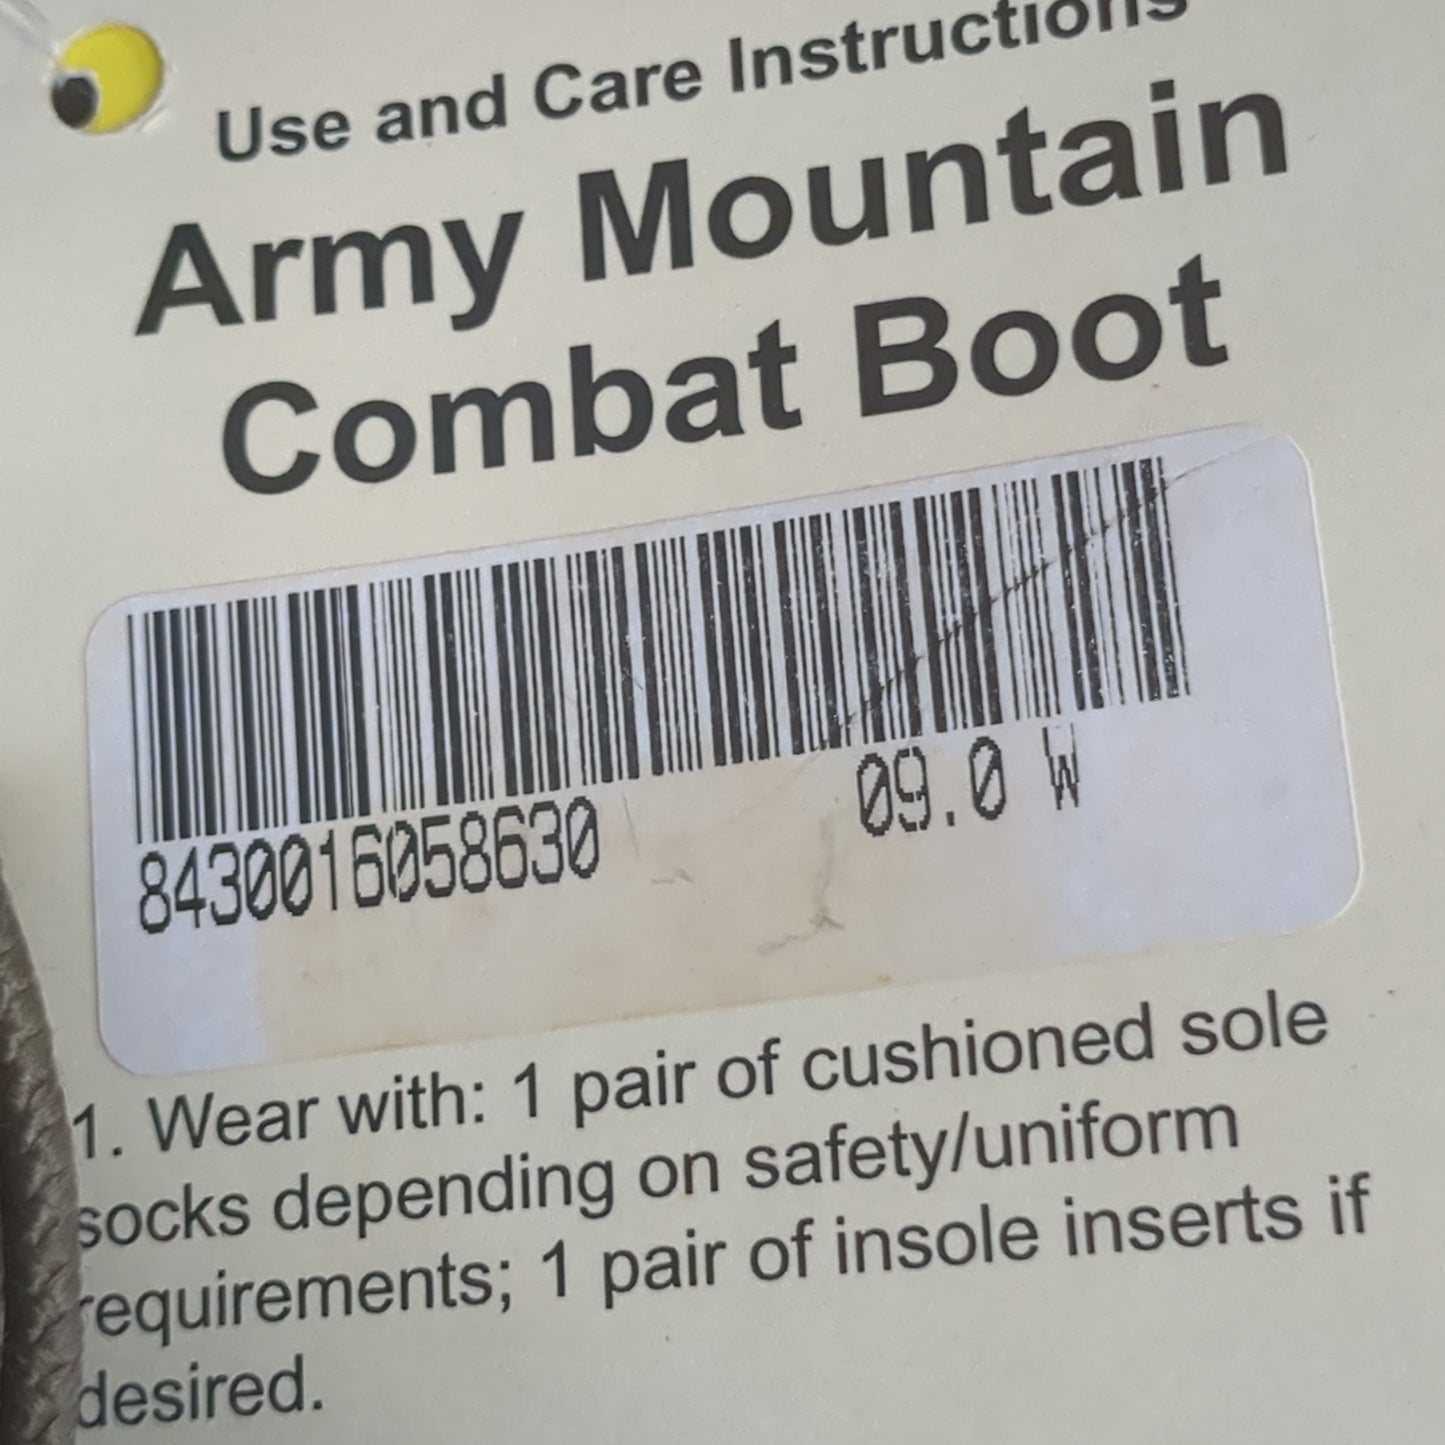 Use and Care Instructions
Army Mountain
Combat Boot
8430016058630 09.0 W
1. Wear with: 1 pair of cushioned sole
socks depending on safety/uniform
requirements; 1 pair of insole inserts if
desired.